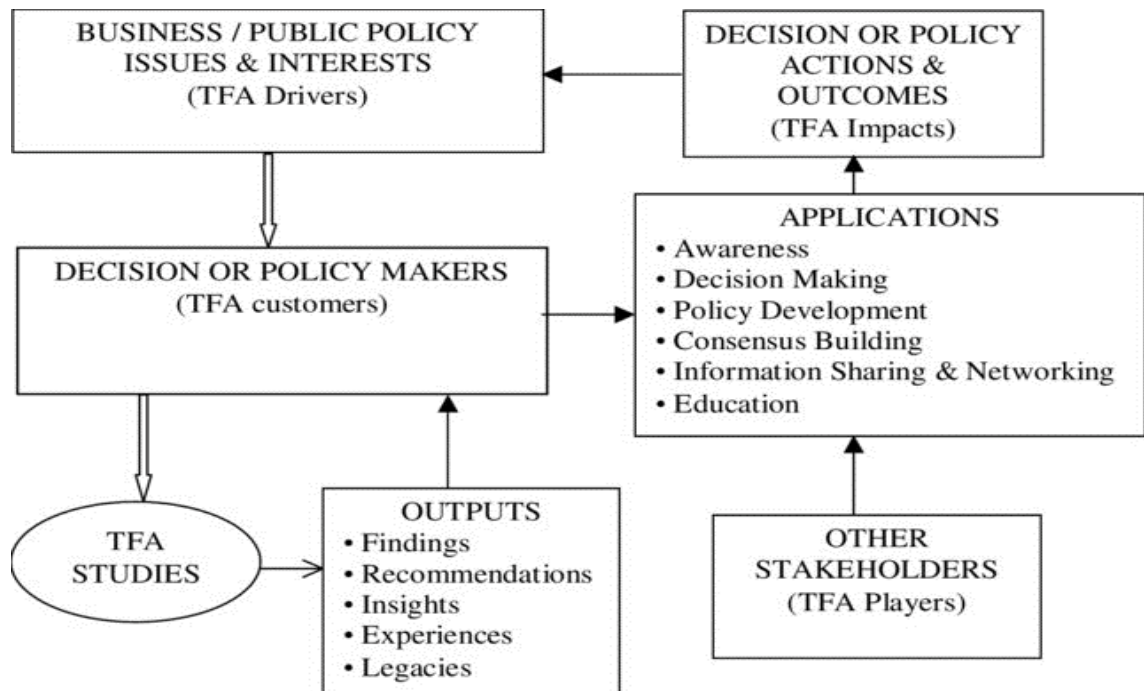 BUSINESS / PUBLIC POLICY
ISSUES & INTERESTS
(TFA Drivers)
DECISION OR POLICY
ACTIONS &
OUTCOMES
(TFA Impacts)
DECISION OR POLICY MAKERS
(TFA customers)
APPLICATIONS
• Awareness
• Decision Making
• Policy Development
• Consensus Building
• Information Sharing & Networking
• Education
TFA
STUDIES
OUTPUTS
• Findings
• Recommendations
• Insights
• Experiences
• Legacies
OTHER
STAKEHOLDERS
(TFA Players)